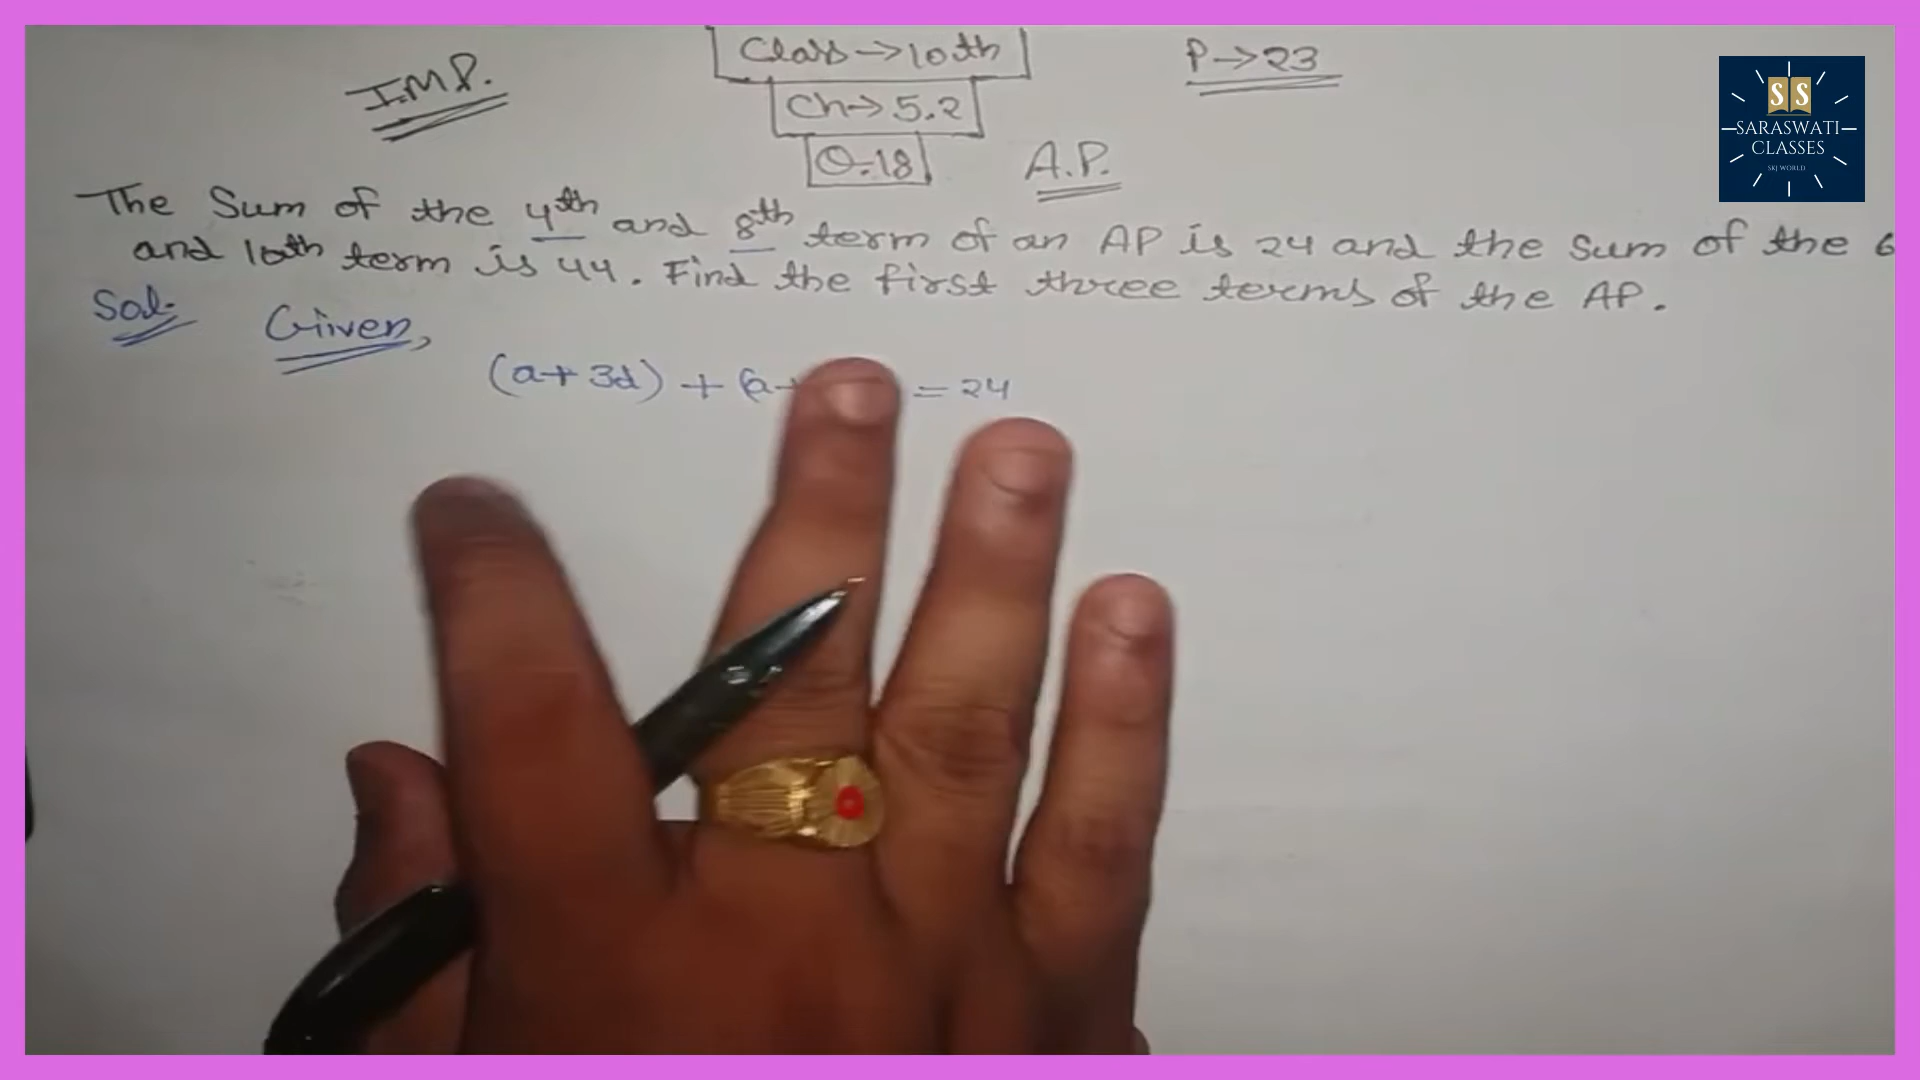 I.M.P.
Class→10th
P→23
Ch→5.2
Q.18
A.P.
SS
SARASWATI
CLASSES
SKJ WORLD
The Sum of the 4th and 8th term of an AP is 24 and the Sum of the 6
and 10th term is 44. Find the first three terms of the AP.
Sol.
Given,
(a+3d) + (a+ = 24